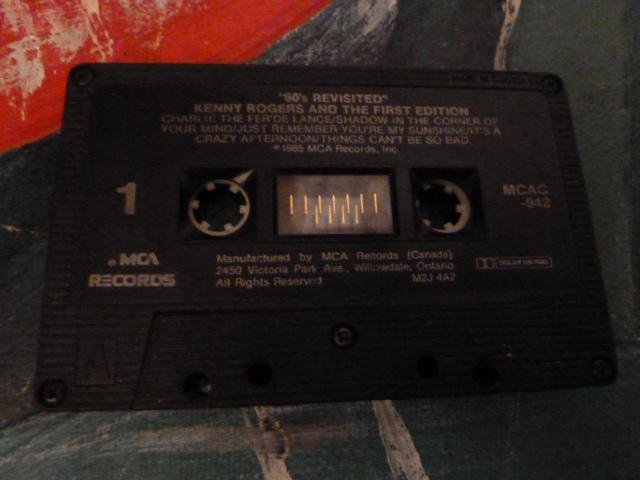 "60's REVISITED"
KENNY ROGERS AND THE FIRST EDITION
CHARLIE THE FER'DE LANCE/SHADOW IN THE CORNER OF
YOUR MIND/JUST REMEMBER YOU'RE MY SUNSHINE/IT'S A
CRAZY AFTERNOON/THINGS CAN'T BE SO BAD.
℗1985 MCA Records, Inc.
1
MCAC
-942
MCA
RECORDS
Manufactured by MCA Records (Canada)
2450 Victoria Park Ave., Willowdale, Ontario
All Rights Reserved M2J 4A2
A